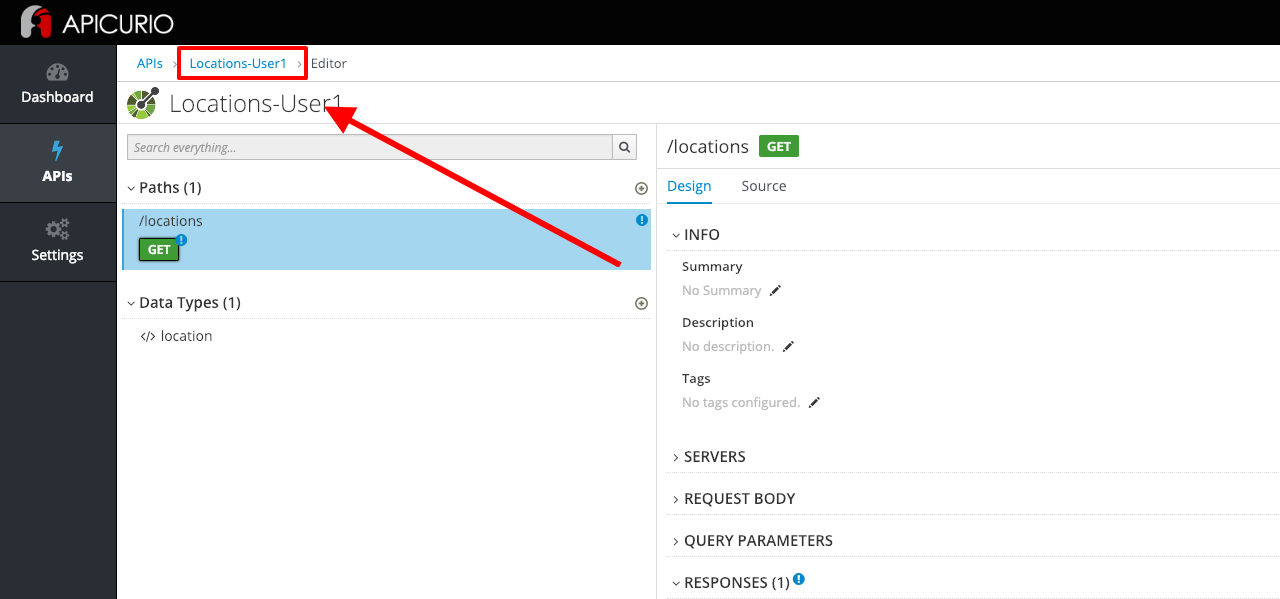 APICURIO
Dashboard
APIs
Settings
APIs > Locations-User1 > Editor
Locations-User1
Search everything...
Paths (1)
/locations
GET
Data Types (1)
</> location
/locations GET
Design Source
INFO
Summary
No Summary
Description
No description.
Tags
No tags configured.
SERVERS
REQUEST BODY
QUERY PARAMETERS
RESPONSES (1)